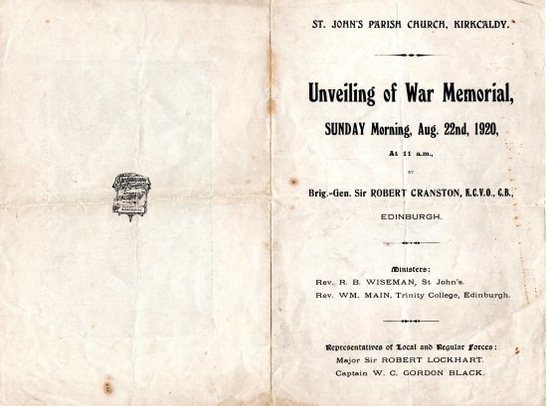 ST. JOHN'S PARISH CHURCH, KIRKCALDY.
Unveiling of War Memorial,
SUNDAY Morning, Aug. 22nd, 1920,
At 11 a.m.,
BY
Brig.-Gen. Sir ROBERT CRANSTON, K.C.V.O., C.B.,
EDINBURGH.
Ministers:
Rev. R. B. WISEMAN, St John's.
Rev. WM. MAIN, Trinity College, Edinburgh.
Representatives of Local and Regular Forces:
Major Sir ROBERT LOCKHART.
Captain W. C. GORDON BLACK.